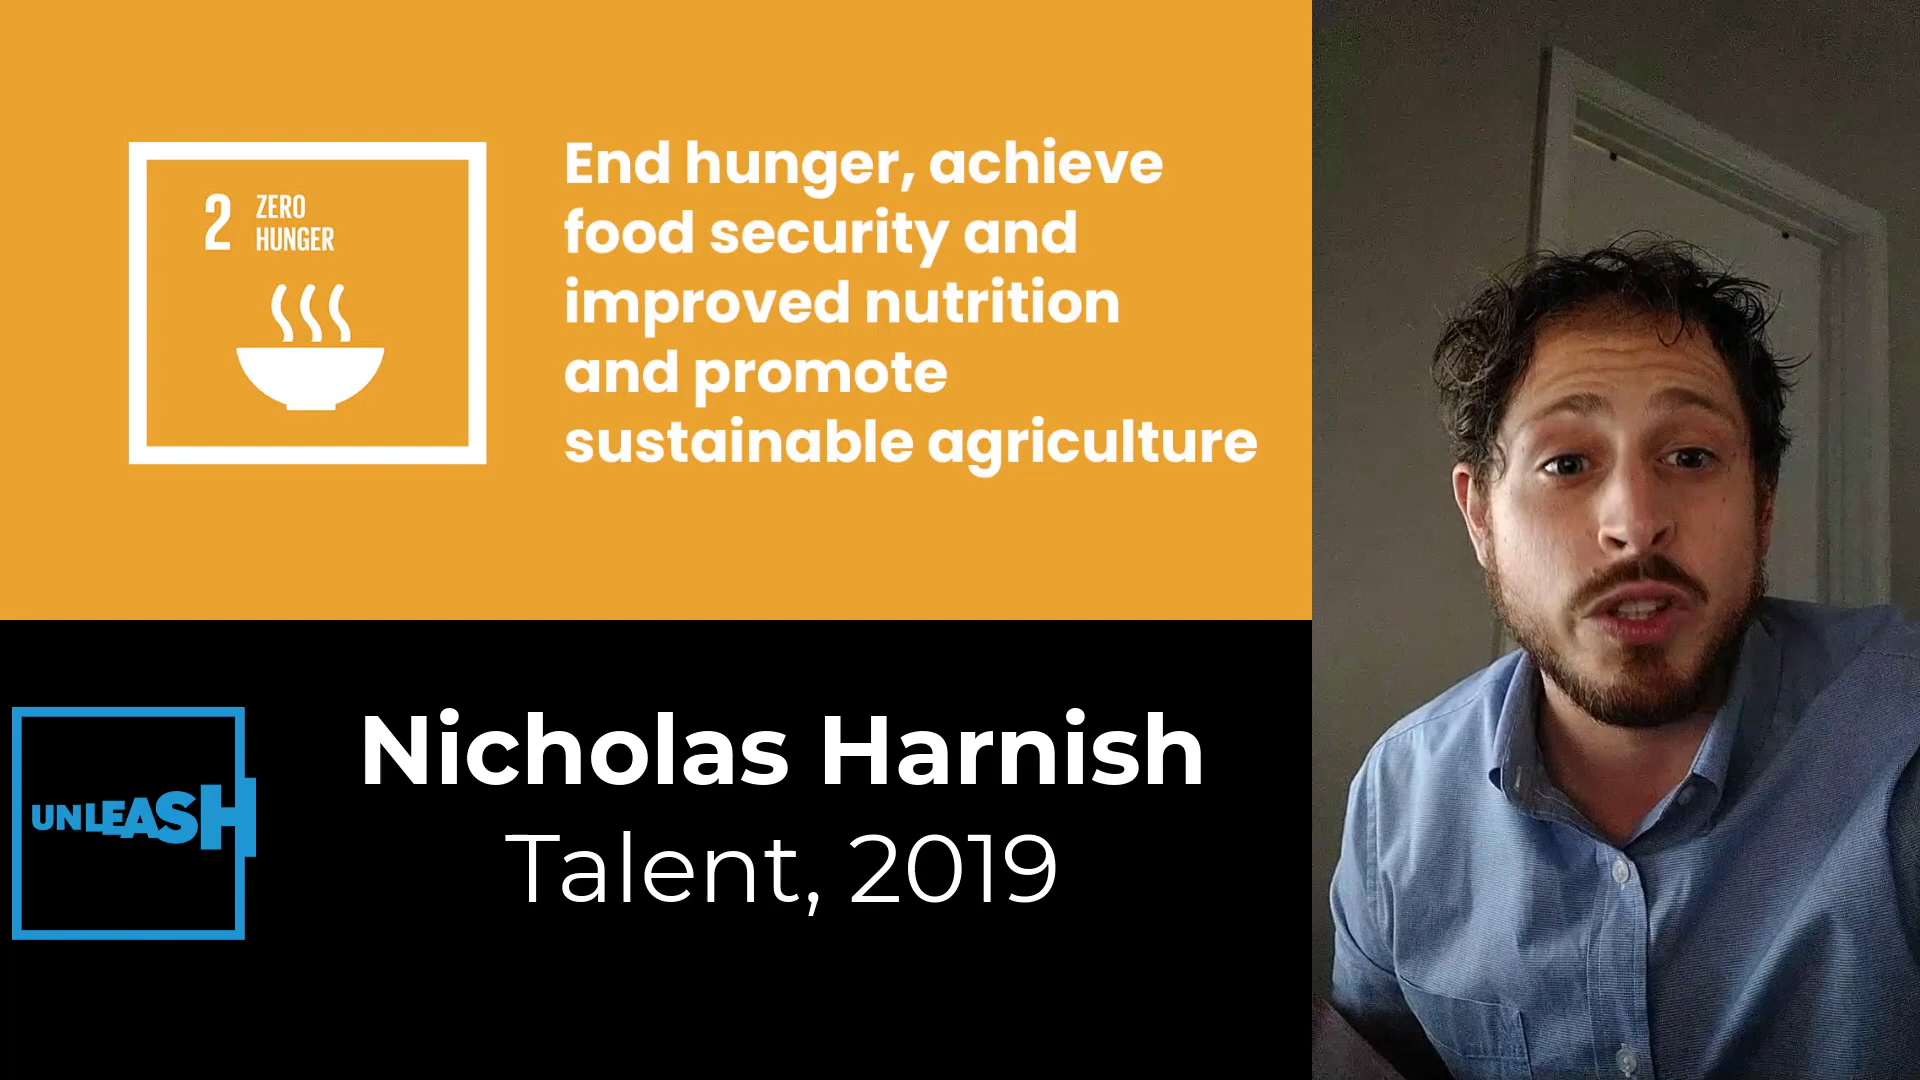 2 ZERO
HUNGER
End hunger, achieve
food security and
improved nutrition
and promote
sustainable agriculture
UNLEASH
Nicholas Harnish
Talent, 2019